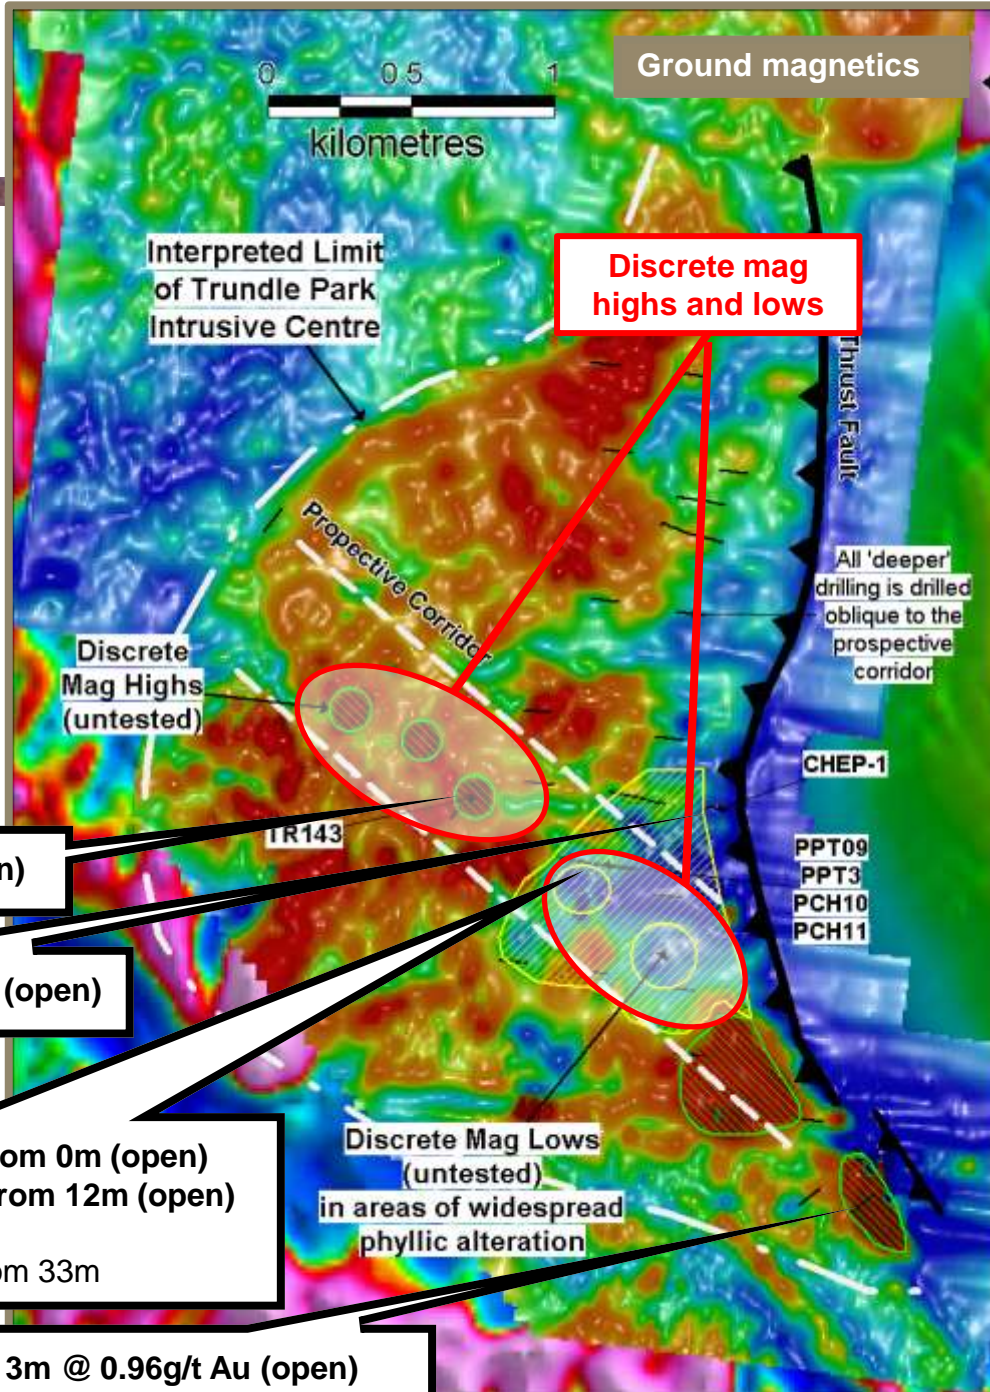 Ground magnetics
0 0 5 1
kilometres
Interpreted Limit
of Trundle Park
Intrusive Centre
Discrete mag
highs and lows
Thrust Fault
Propective Corridor
All 'deeper'
drilling is drilled
oblique to the
prospective
corridor
Discrete
Mag Highs
(untested)
CHEP-1
TR143
PPT09
PPT3
PCH10
PCH11
n)
(open)
om 0m (open)
rom 12m (open)
om 33m
Discrete Mag Lows
(untested)
in areas of widespread
phyllic alteration
3m @ 0.96g/t Au (open)